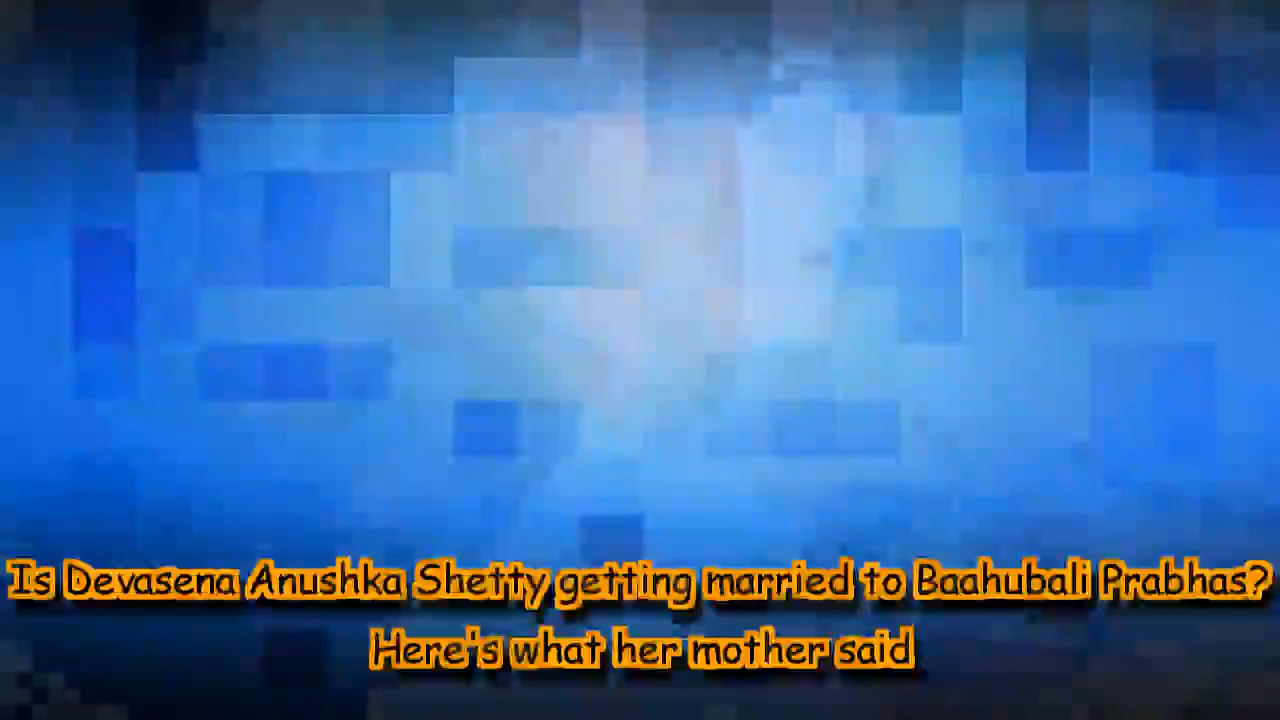 Is Devasena Anushka Shetty getting married to Baahubali Prabhas?
Here's what her mother said